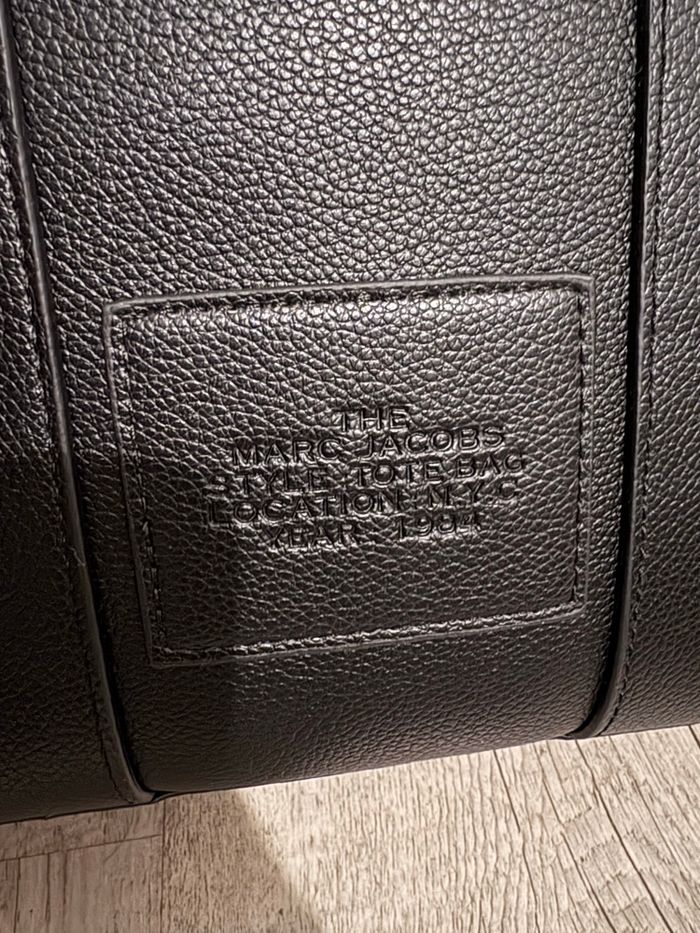 THE
MARC JACOBS
STYLE: TOTE BAG
LOCATION: N.Y.C
YEAR: 1984